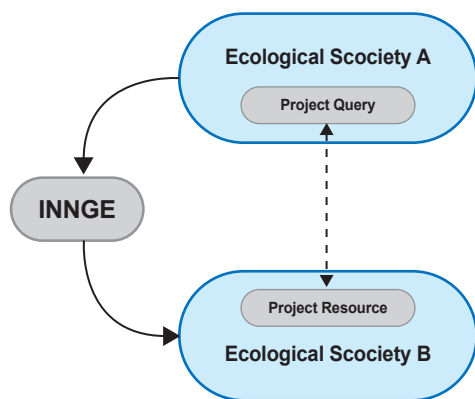 Ecological Scociety A
Project Query
INNGE
Project Resource
Ecological Scociety B